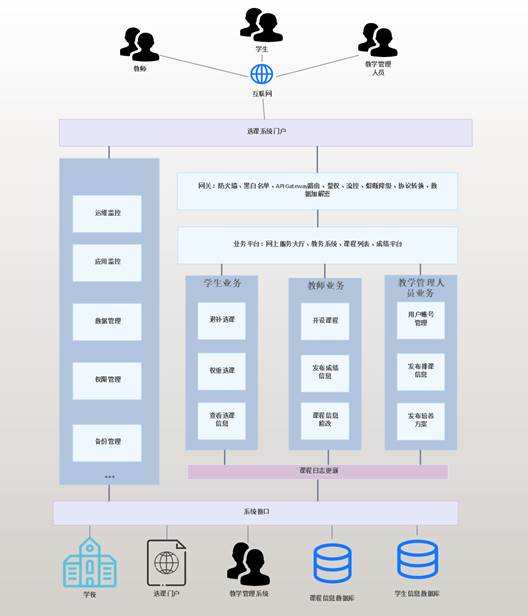 学生
教师
教学管理
人员
互联网
选课系统门户
网关：防火墙、黑白名单、API Gateway路由、鉴权、流控、熔断降级、协议转换、数
据加解密
运维监控
应用监控
数据管理
权限管理
备份管理
...
业务平台：网上服务大厅、教务系统、课程列表、成绩平台
学生业务
退补选课
权重选课
查看选课
信息
教师业务
开设课程
发布成绩
信息
课程信息
修改
教学管理人
员业务
用户账号
管理
发布排课
信息
发布培养
方案
课程日志更新
系统接口
学校
选课门户
教学管理系统
课程信息数据库
学生信息数据库